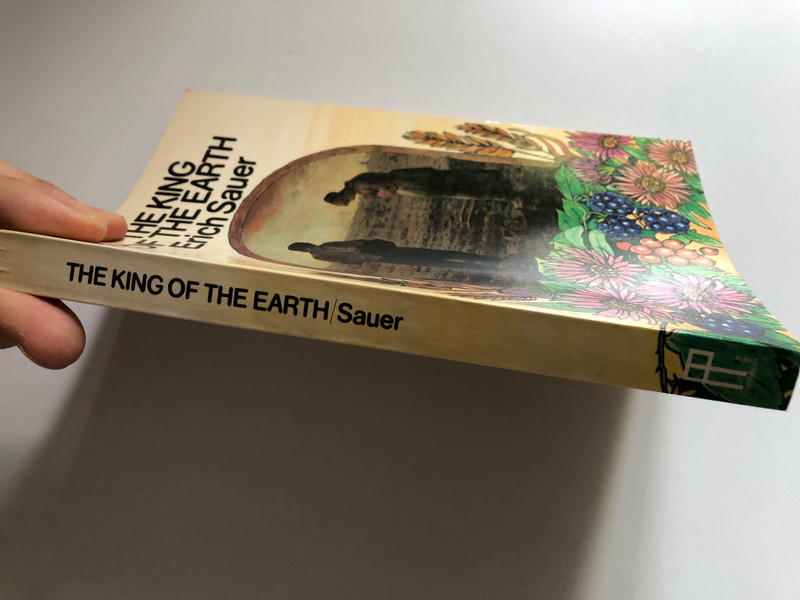 THE KING
OF THE EARTH
Erich Sauer
THE KING OF THE EARTH/Sauer